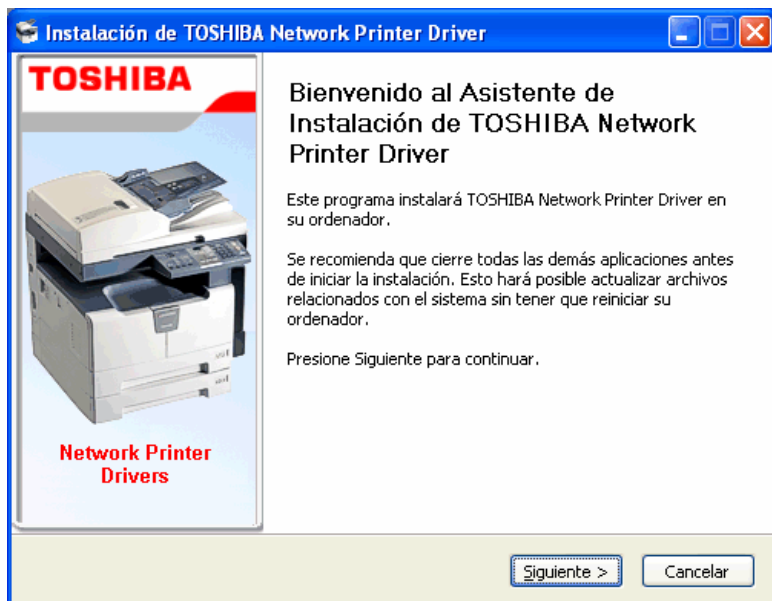 Instalación de TOSHIBA Network Printer Driver
TOSHIBA
Network Printer
Drivers
Bienvenido al Asistente de
Instalación de TOSHIBA Network
Printer Driver
Este programa instalará TOSHIBA Network Printer Driver en
su ordenador.
Se recomienda que cierre todas las demás aplicaciones antes
de iniciar la instalación. Esto hará posible actualizar archivos
relacionados con el sistema sin tener que reiniciar su
ordenador.
Presione Siguiente para continuar.
Siguiente >
Cancelar